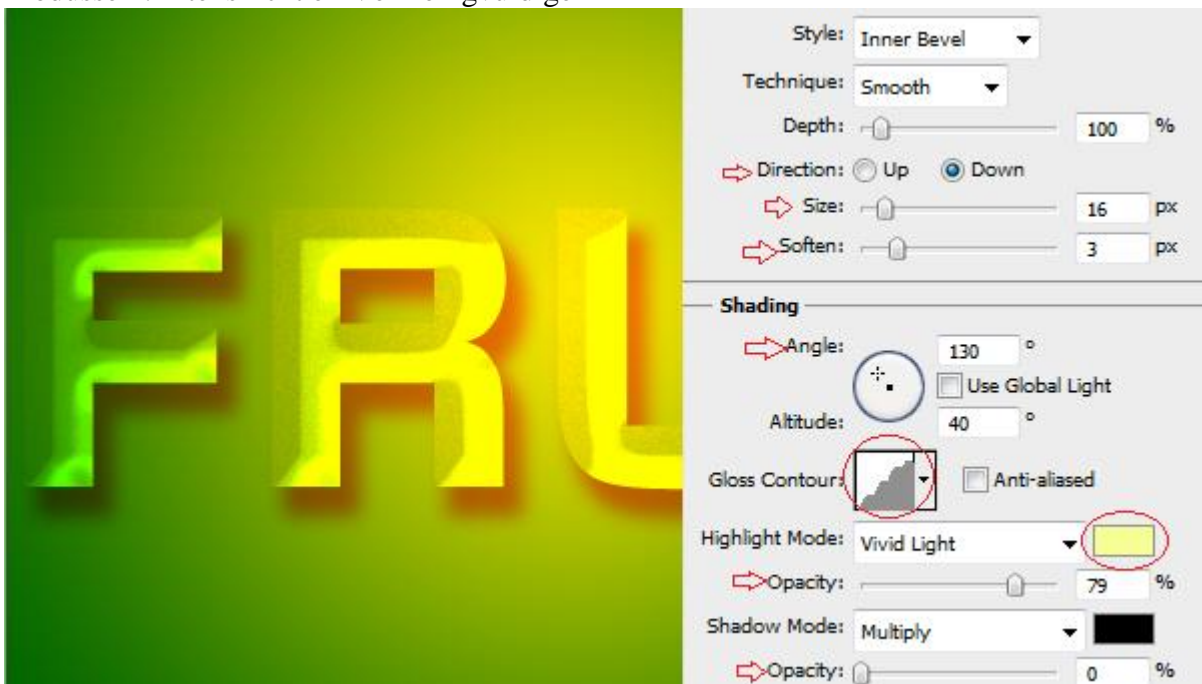 FRU
Style: Inner Bevel
Technique: Smooth
Depth: 100 %
Direction: Up Down
Size: 16 px
Soften: 3 px
Shading
Angle: 130 °
Use Global Light
Altitude: 40 °
Gloss Contour: Anti-aliased
Highlight Mode: Vivid Light
Opacity: 79 %
Shadow Mode: Multiply
Opacity: 0 %